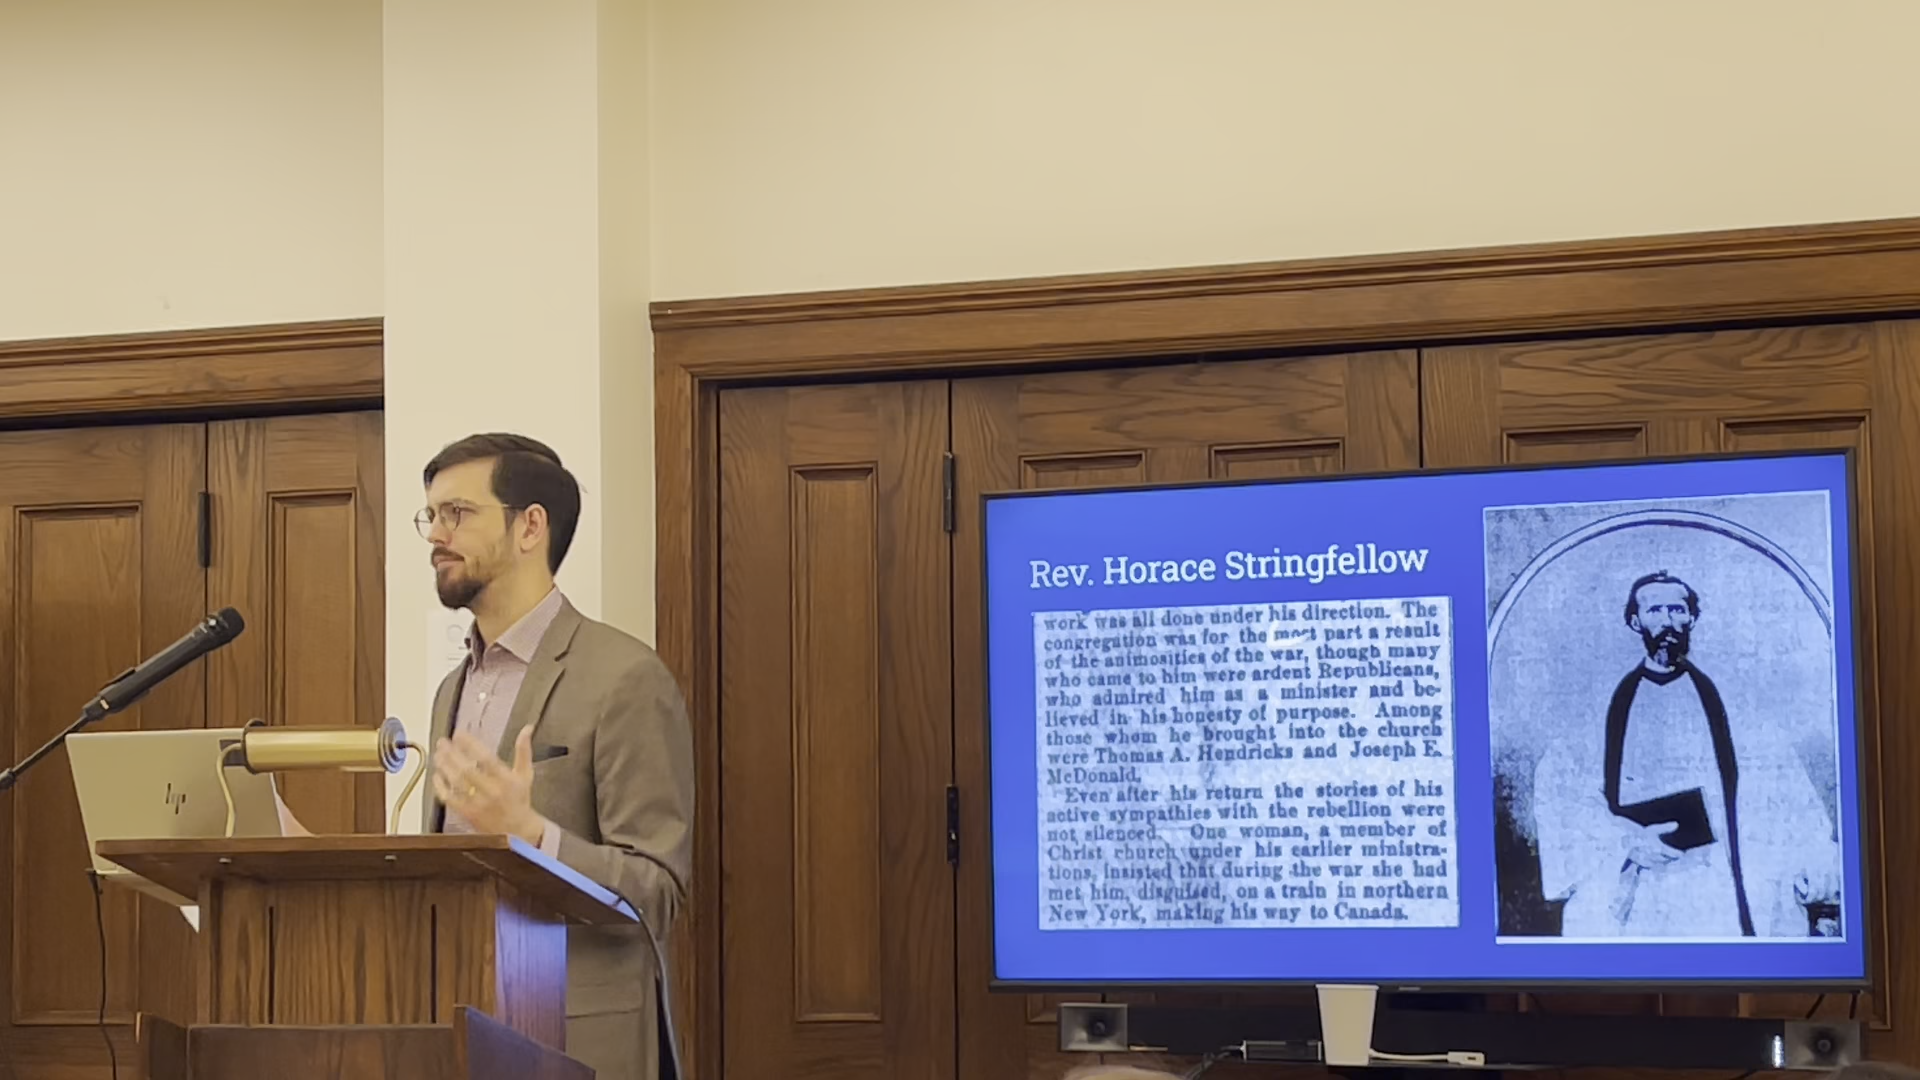 hp
Rev. Horace Stringfellow
work was all done under his direction. The
congregation was for the most part a result
of the animosities of the war, though many
who came to him were ardent Republicans,
who admired him as a minister and be-
lieved in his honesty of purpose. Among
those whom he brought into the church
were Thomas A. Hendricks and Joseph E.
McDonald.
Even after his return the stories of his
active sympathies with the rebellion were
not silenced. One woman, a member of
Christ church under his earlier ministra-
tions, insisted that during the war she had
met him, disguised, on a train in northern
New York, making his way to Canada.